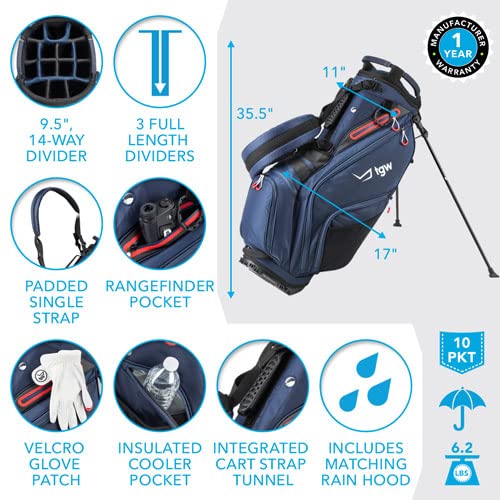 9.5",
14-WAY
DIVIDER
3 FULL
LENGTH
DIVIDERS
11"
35.5"
17"
tgw
MANUFACTURER
1
YEAR
WARRANTY
PADDED
SINGLE
STRAP
RANGEFINDER
POCKET
VELCRO
GLOVE
PATCH
INSULATED
COOLER
POCKET
INTEGRATED
CART STRAP
TUNNEL
INCLUDES
MATCHING
RAIN HOOD
10
PKT
6.2
LBS